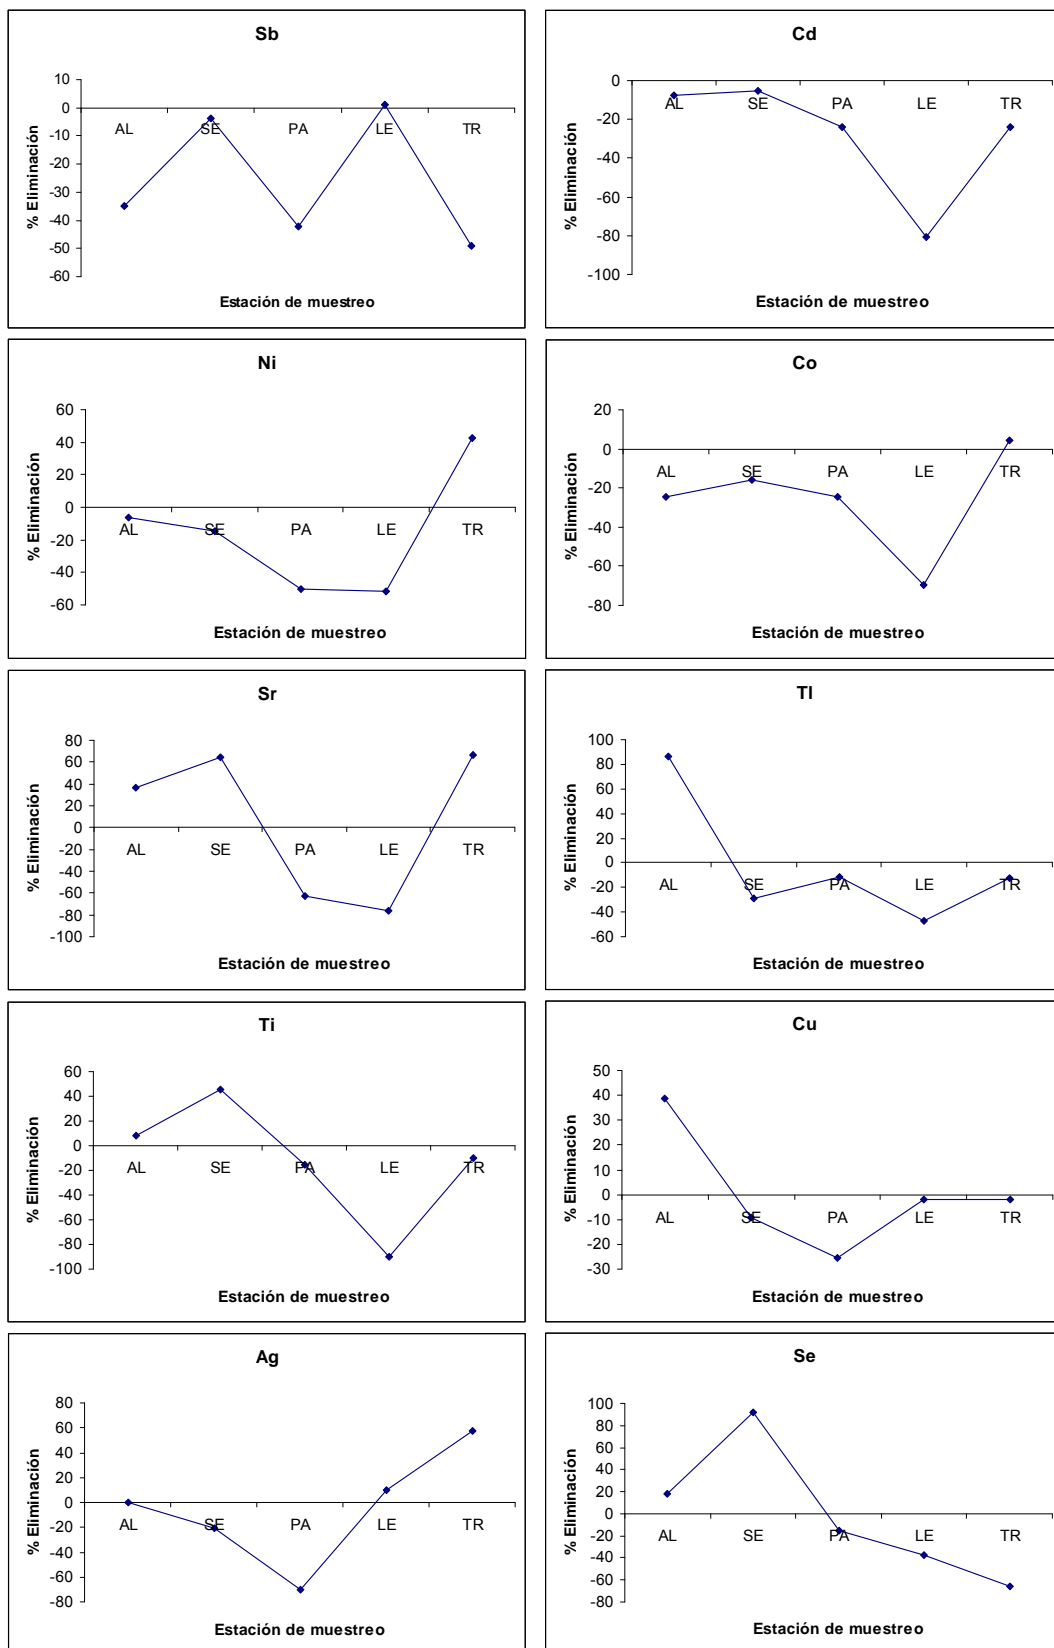 Sb
% Eliminación
10
0
-10
-20
-30
-40
-50
-60
AL SE PA LE TR
Estación de muestreo
Cd
% Eliminación
0
-20
-40
-60
-80
-100
AL SE PA LE TR
Estación de muestreo
Ni
% Eliminación
60
40
20
0
-20
-40
-60
AL SE PA LE TR
Estación de muestreo
Co
% Eliminación
20
0
-20
-40
-60
-80
AL SE PA LE TR
Estación de muestreo
Sr
% Eliminación
80
60
40
20
0
-20
-40
-60
-80
-100
AL SE PA LE TR
Estación de muestreo
Tl
% Eliminación
100
80
60
40
20
0
-20
-40
-60
AL SE PA LE TR
Estación de muestreo
Ti
% Eliminación
60
40
20
0
-20
-40
-60
-80
-100
AL SE PA LE TR
Estación de muestreo
Cu
% Eliminación
50
40
30
20
10
0
-10
-20
-30
AL SE PA LE TR
Estación de muestreo
Ag
% Eliminación
80
60
40
20
0
-20
-40
-60
-80
AL SE PA LE TR
Estación de muestreo
Se
% Eliminación
100
80
60
40
20
0
-20
-40
-60
-80
AL SE PA LE TR
Estación de muestreo